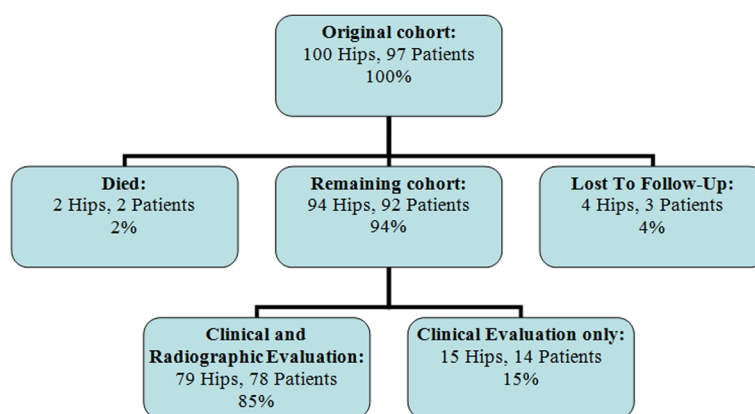 Original cohort:
100 Hips, 97 Patients
100%
Died:
2 Hips, 2 Patients
2%
Remaining cohort:
94 Hips, 92 Patients
94%
Lost To Follow-Up:
4 Hips, 3 Patients
4%
Clinical and
Radiographic Evaluation:
79 Hips, 78 Patients
85%
Clinical Evaluation only:
15 Hips, 14 Patients
15%